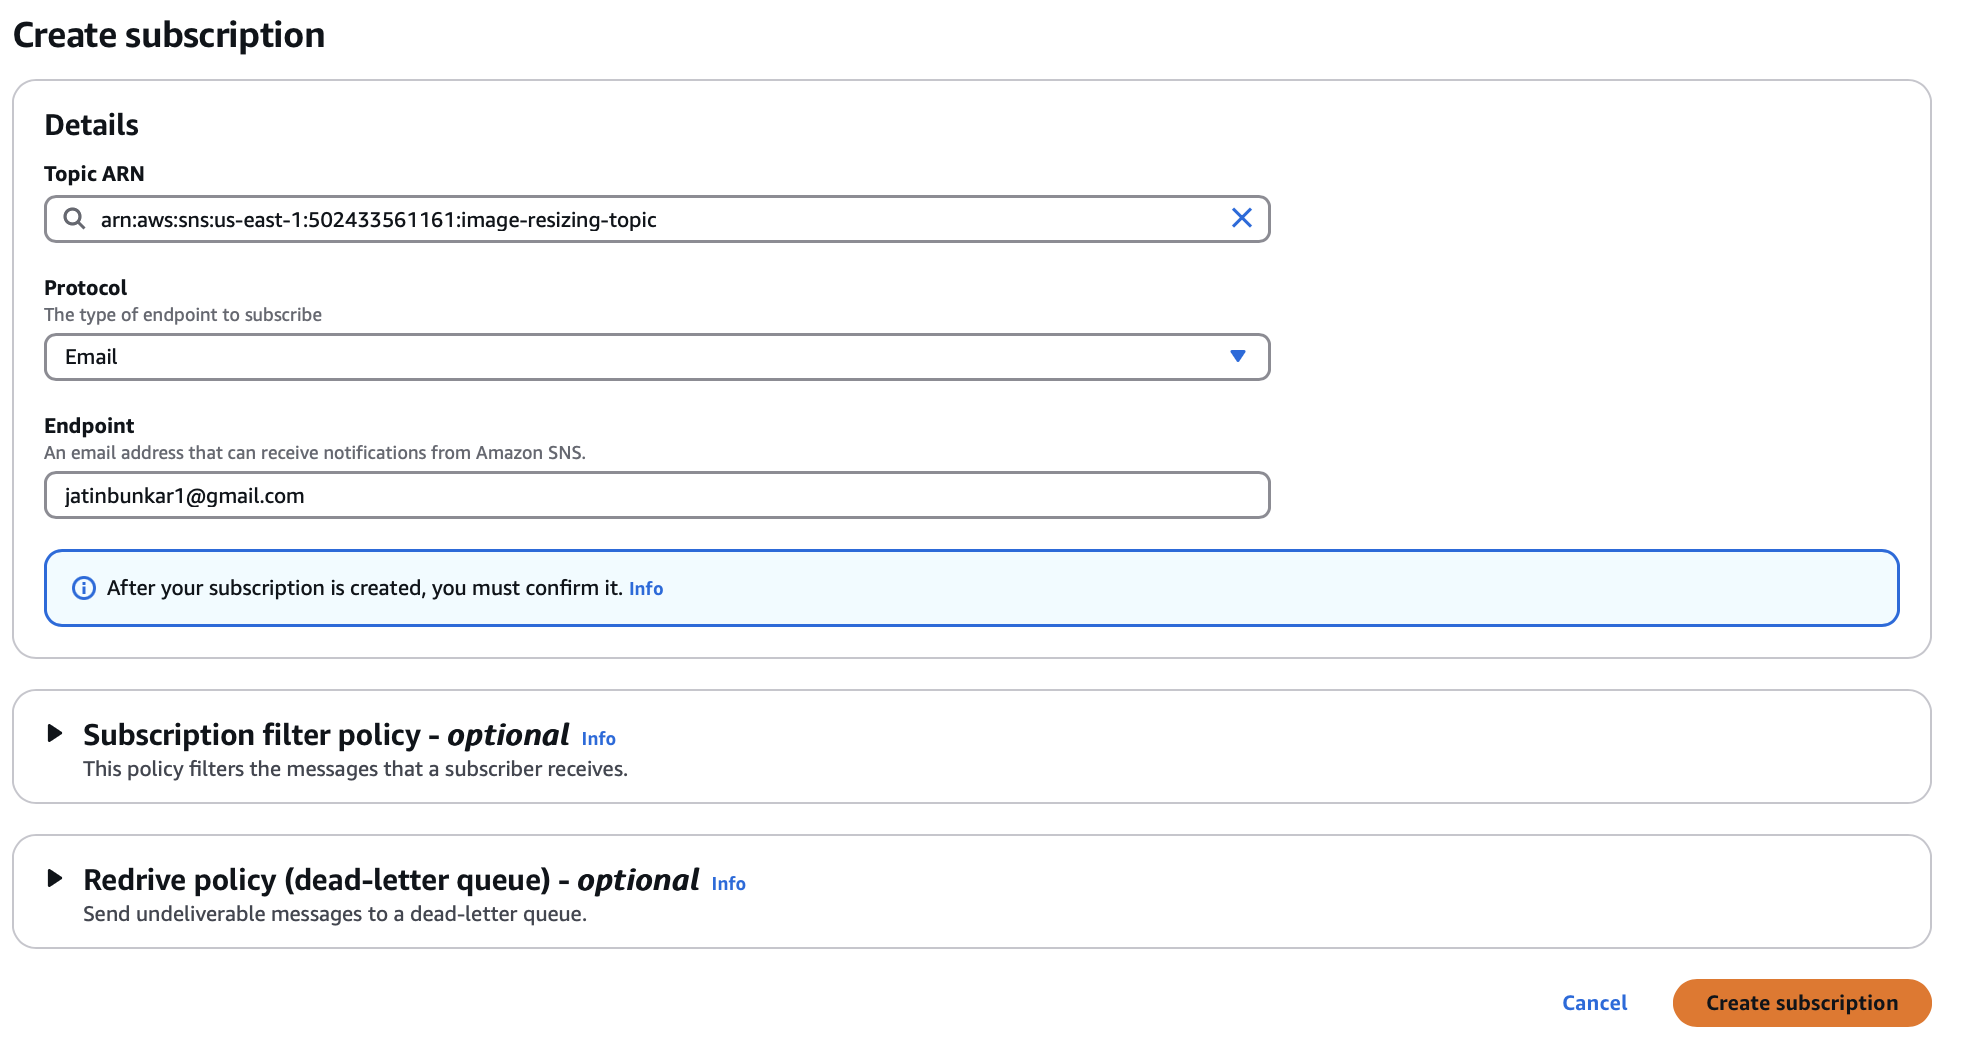 Create subscription
Details
Topic ARN
arn:aws:sns:us-east-1:502433561161:image-resizing-topic
Protocol
The type of endpoint to subscribe
Email
Endpoint
An email address that can receive notifications from Amazon SNS.
jatinbunkar1@gmail.com
After your subscription is created, you must confirm it. Info
Subscription filter policy - optional Info
This policy filters the messages that a subscriber receives.
Redrive policy (dead-letter queue) - optional Info
Send undeliverable messages to a dead-letter queue.
Cancel Create subscription